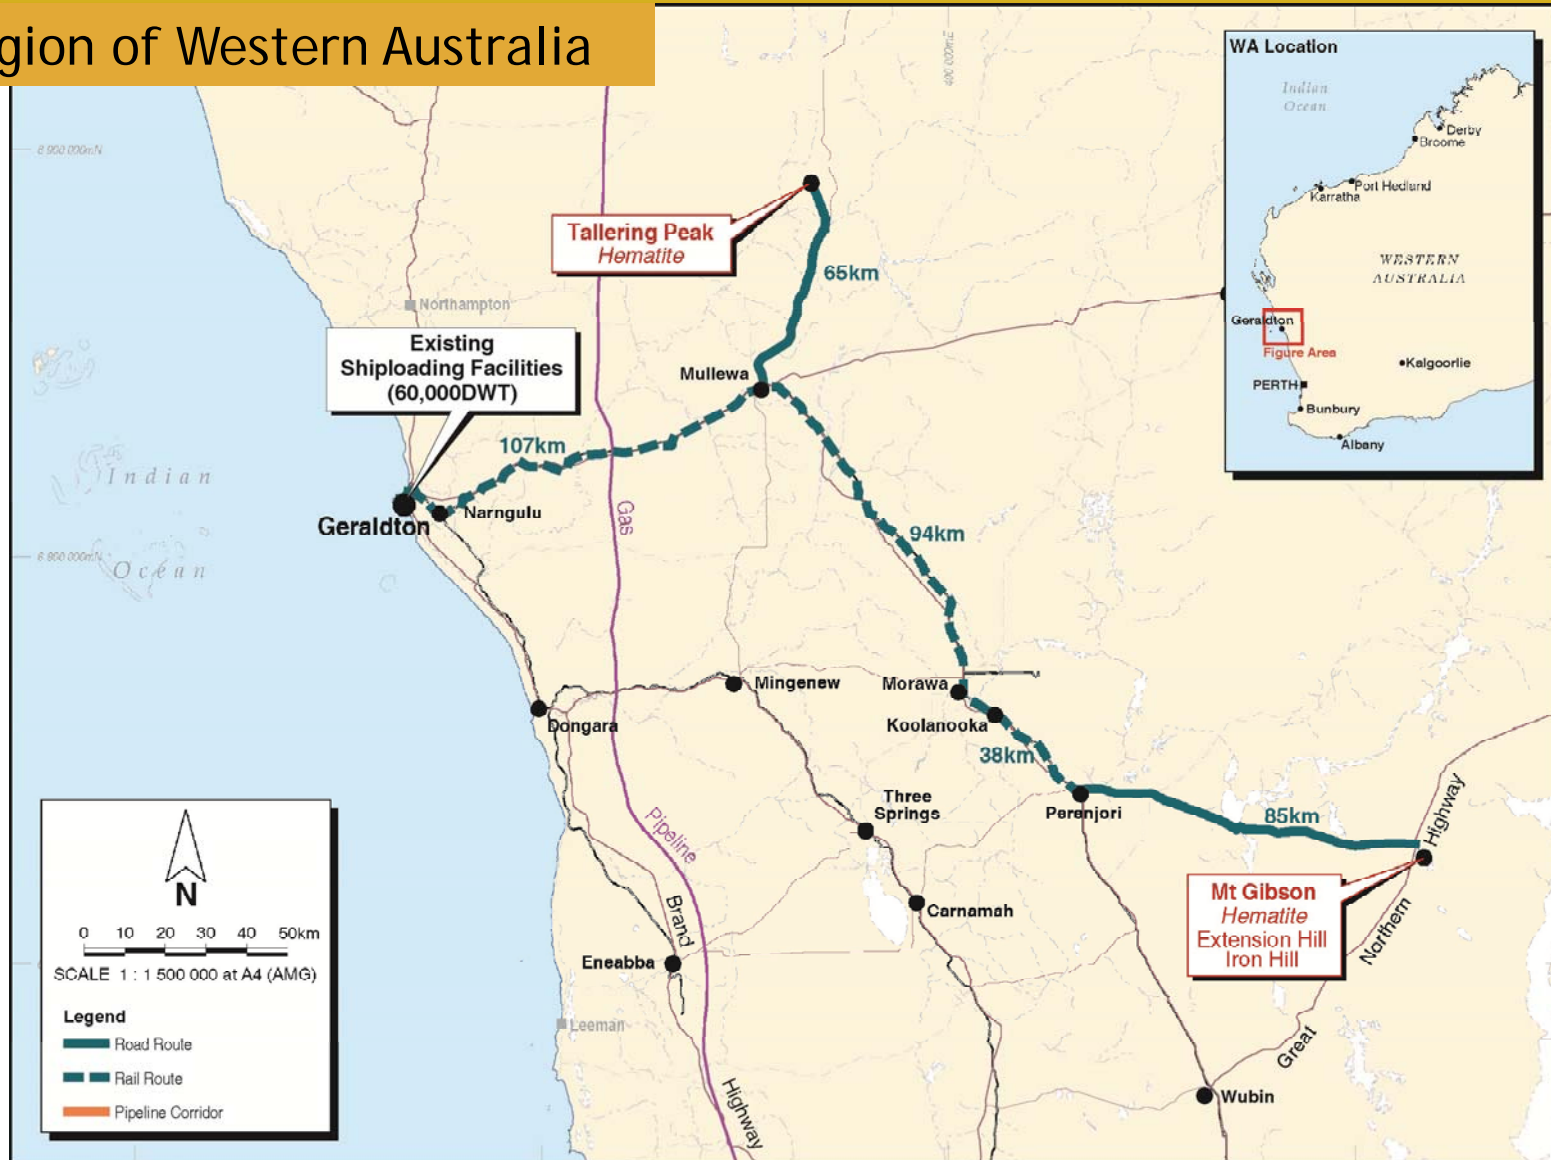 gion of Western Australia
400 000mE
WA Location
Indian
Ocean
Derby
Broome
Port Hedland
Karratha
WESTERN
AUSTRALIA
Geraldton
Figure Area
Kalgoorlie
PERTH
Bunbury
Albany
Tallering Peak
Hematite
65km
Northampton
Existing
Shiploading Facilities
(60,000DWT)
Mullewa
107km
Indian
Ocean
Gas
Narngulu
Geraldton
94km
Mingenew
Morawa
Dongara
Koolanooka
38km
Three
Springs
Perenjori
85km
Highway
Pipeline
Mt Gibson
Hematite
Extension Hill
Iron Hill
Northern
Carnamah
Brand
Eneabba
Leeman
Great
Wubin
Highway
N
0 10 20 30 40 50km
SCALE 1 : 1 500 000 at A4 (AMG)
Legend
Road Route
Rail Route
Pipeline Corridor